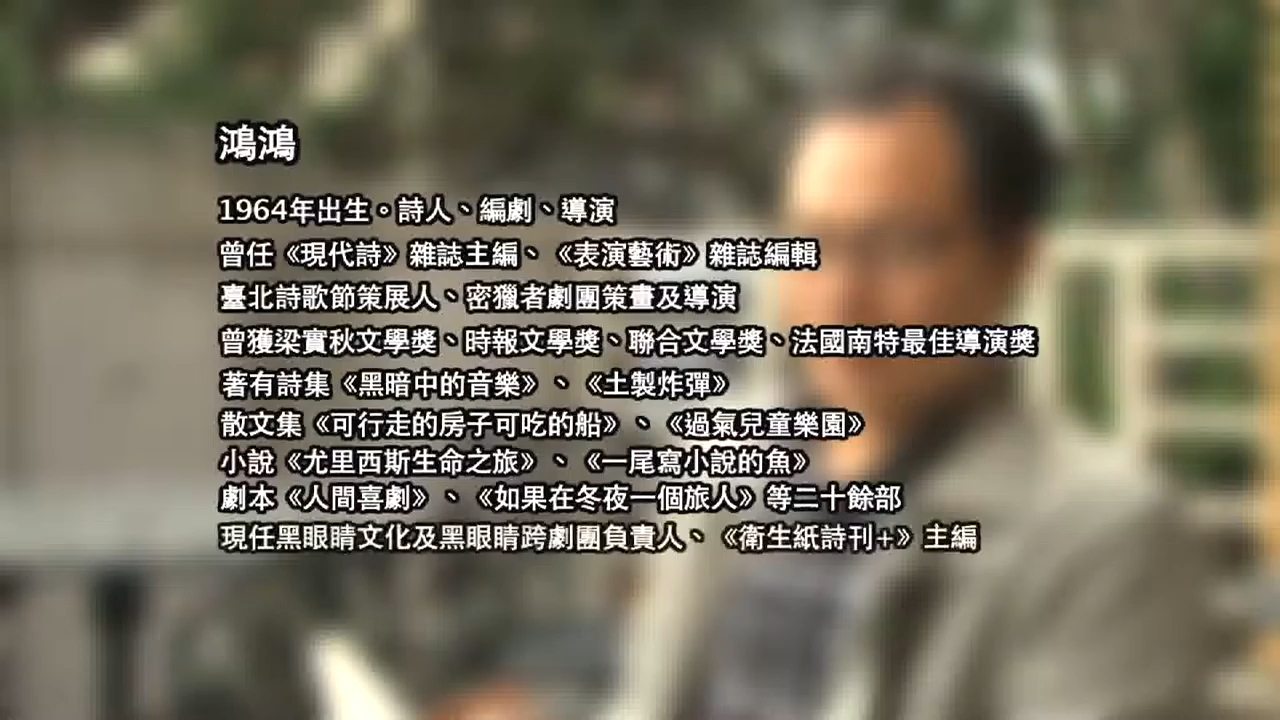 鴻鴻
1964年出生。詩人、編劇、導演
曾任《現代詩》雜誌主編、《表演藝術》雜誌編輯
臺北詩歌節策展人、密獵者劇團策畫及導演
曾獲梁實秋文學獎、時報文學獎、聯合文學獎、法國南特最佳導演獎
著有詩集《黑暗中的音樂》、《土製炸彈》
散文集《可行走的房子可吃的船》、《過氣兒童樂園》
小說《尤里西斯生命之旅》、《一尾寫小說的魚》
劇本《人間喜劇》、《如果在冬夜一個旅人》等二十餘部
現任黑眼睛文化及黑眼睛跨劇團負責人、《衛生紙詩刊+》主編